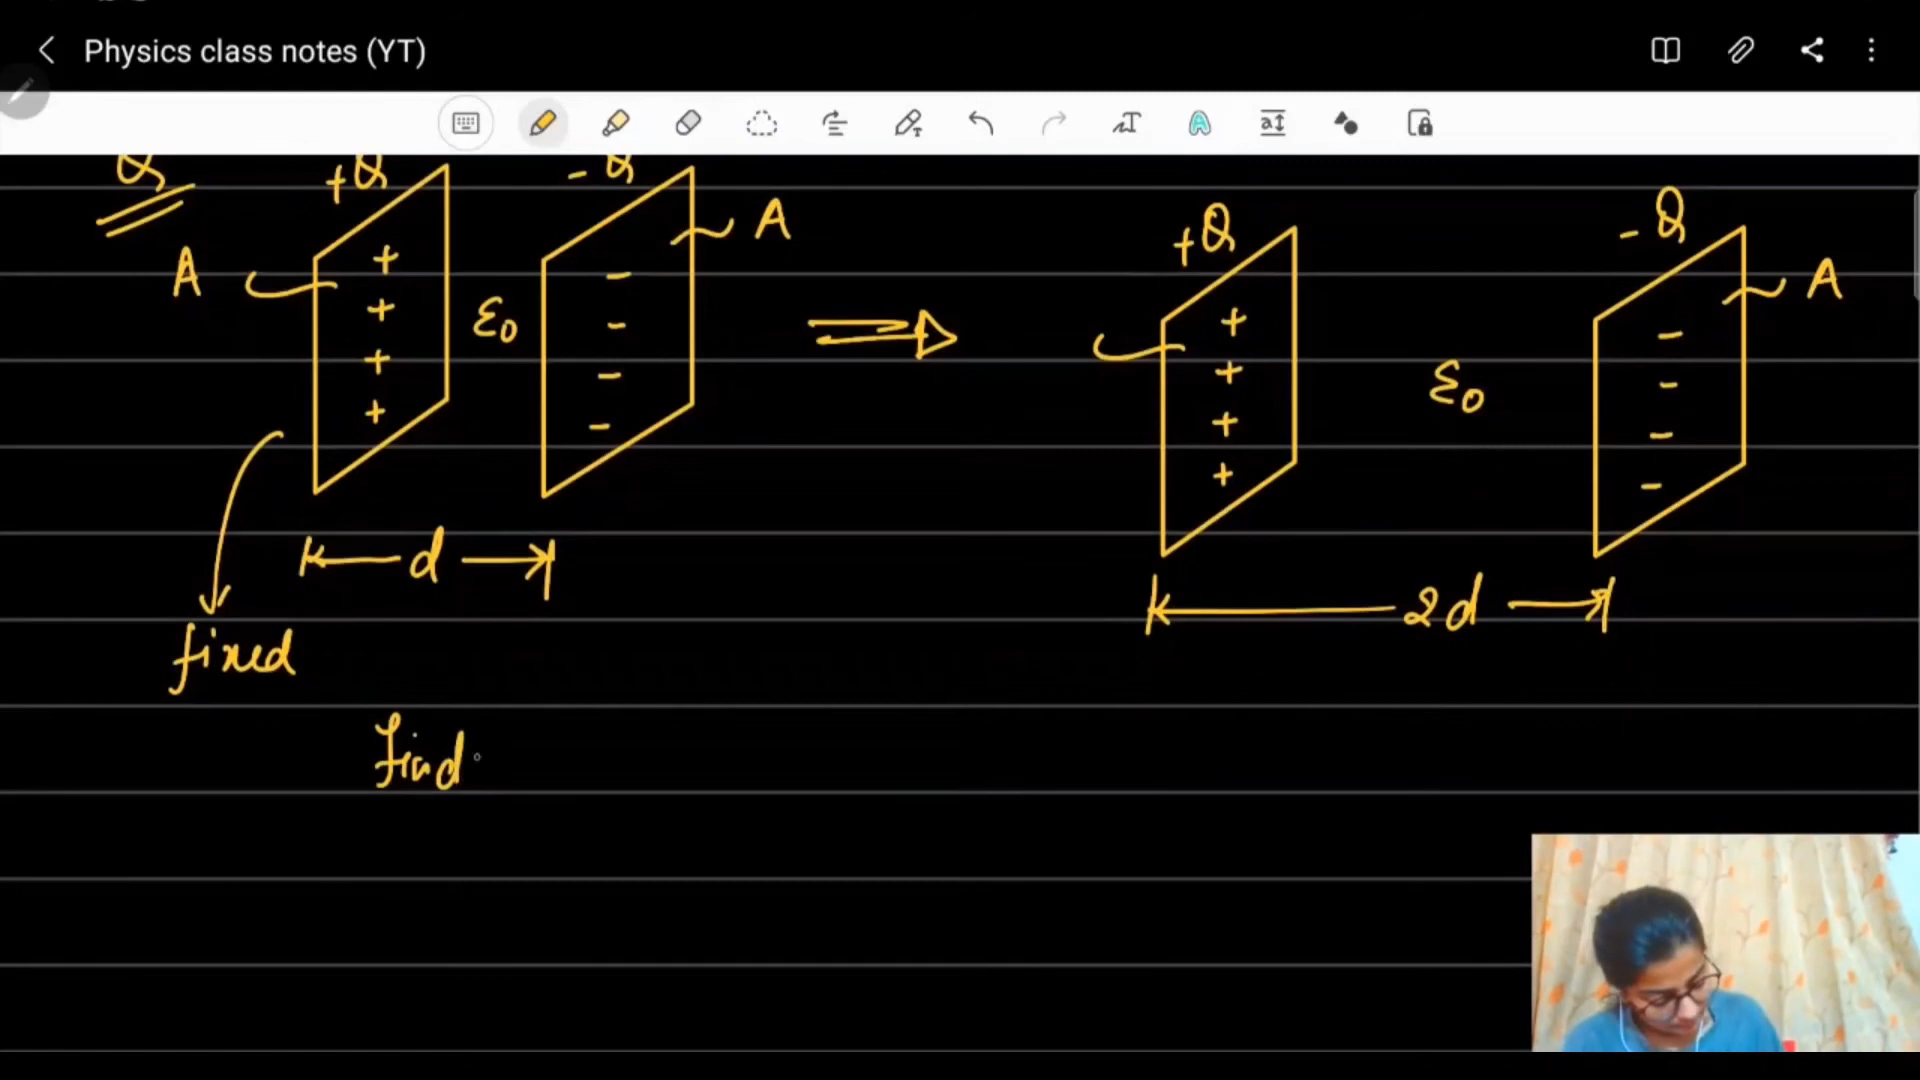 Physics class notes (YT)
Q
+Q
-Q
A
A
+
+
+
+
-
-
-
-
ε0
+Q
-Q
A
+
+
+
+
-
-
-
-
ε0
d
2d
fixed
find